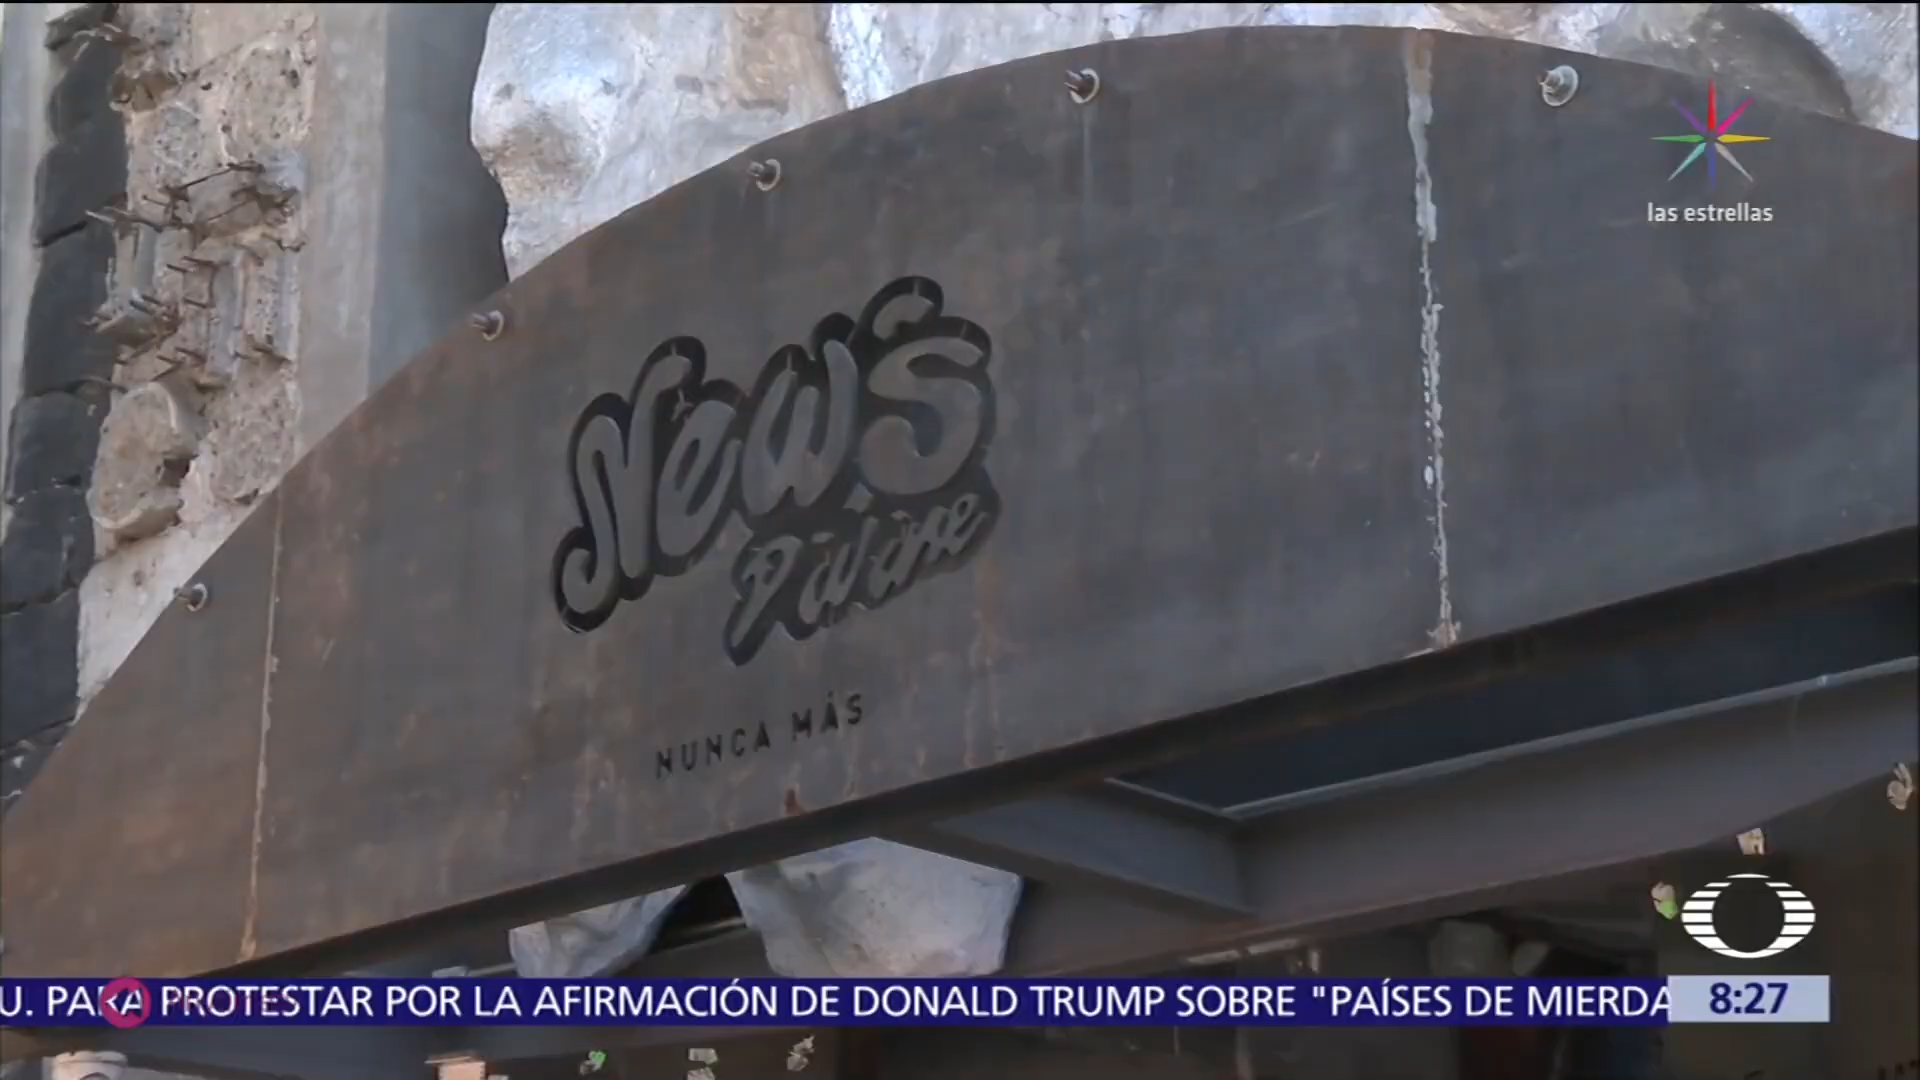 las estrellas
New's
Divine
NUNCA MÁS
U. PARA PROTESTAR POR LA AFIRMACIÓN DE DONALD TRUMP SOBRE "PAÍSES DE MIERDA
8:27